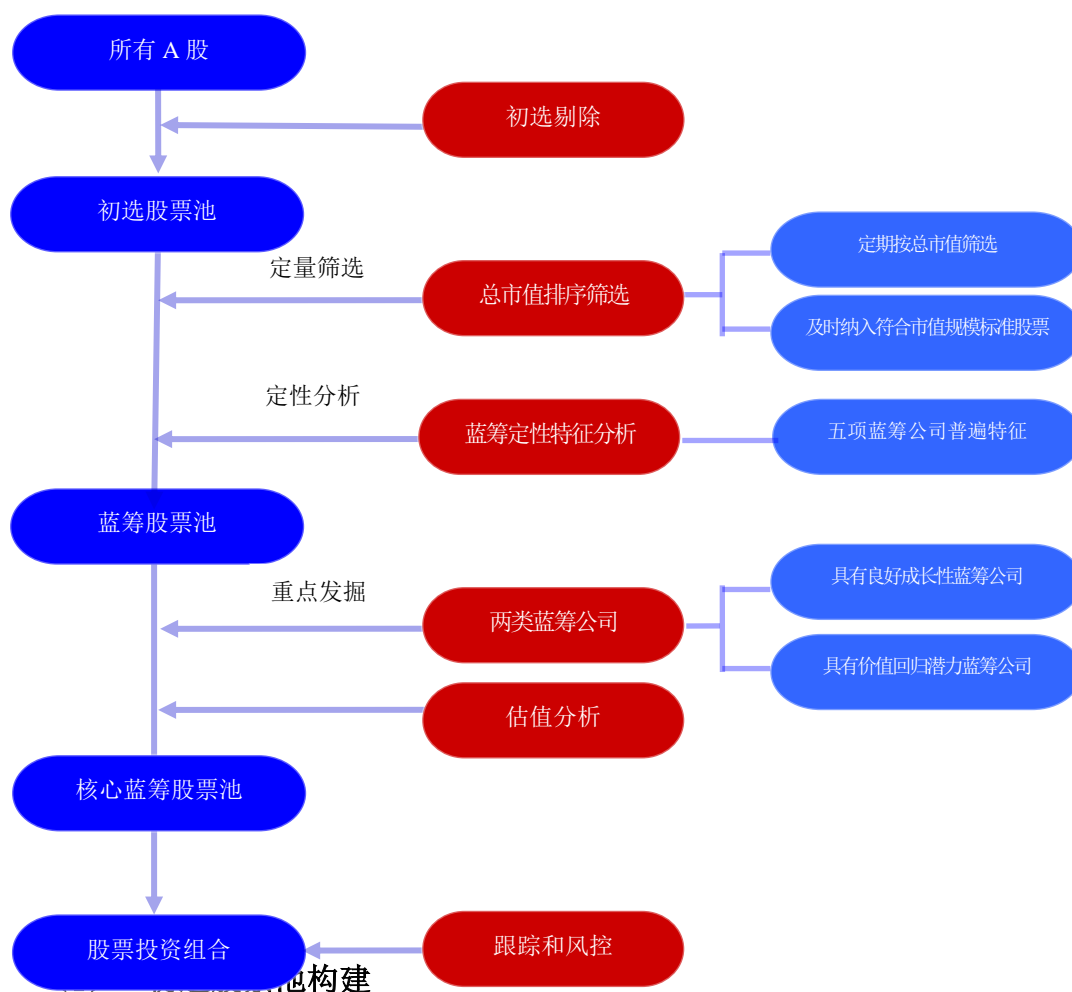 所有 A 股
初选剔除
初选股票池
定量筛选
总市值排序筛选
定期按总市值筛选
及时纳入符合市值规模标准股票
定性分析
蓝筹定性特征分析
五项蓝筹公司普遍特征
蓝筹股票池
重点发掘
两类蓝筹公司
具有良好成长性蓝筹公司
具有价值回归潜力蓝筹公司
估值分析
核心蓝筹股票池
股票投资组合
跟踪和风控
池构建